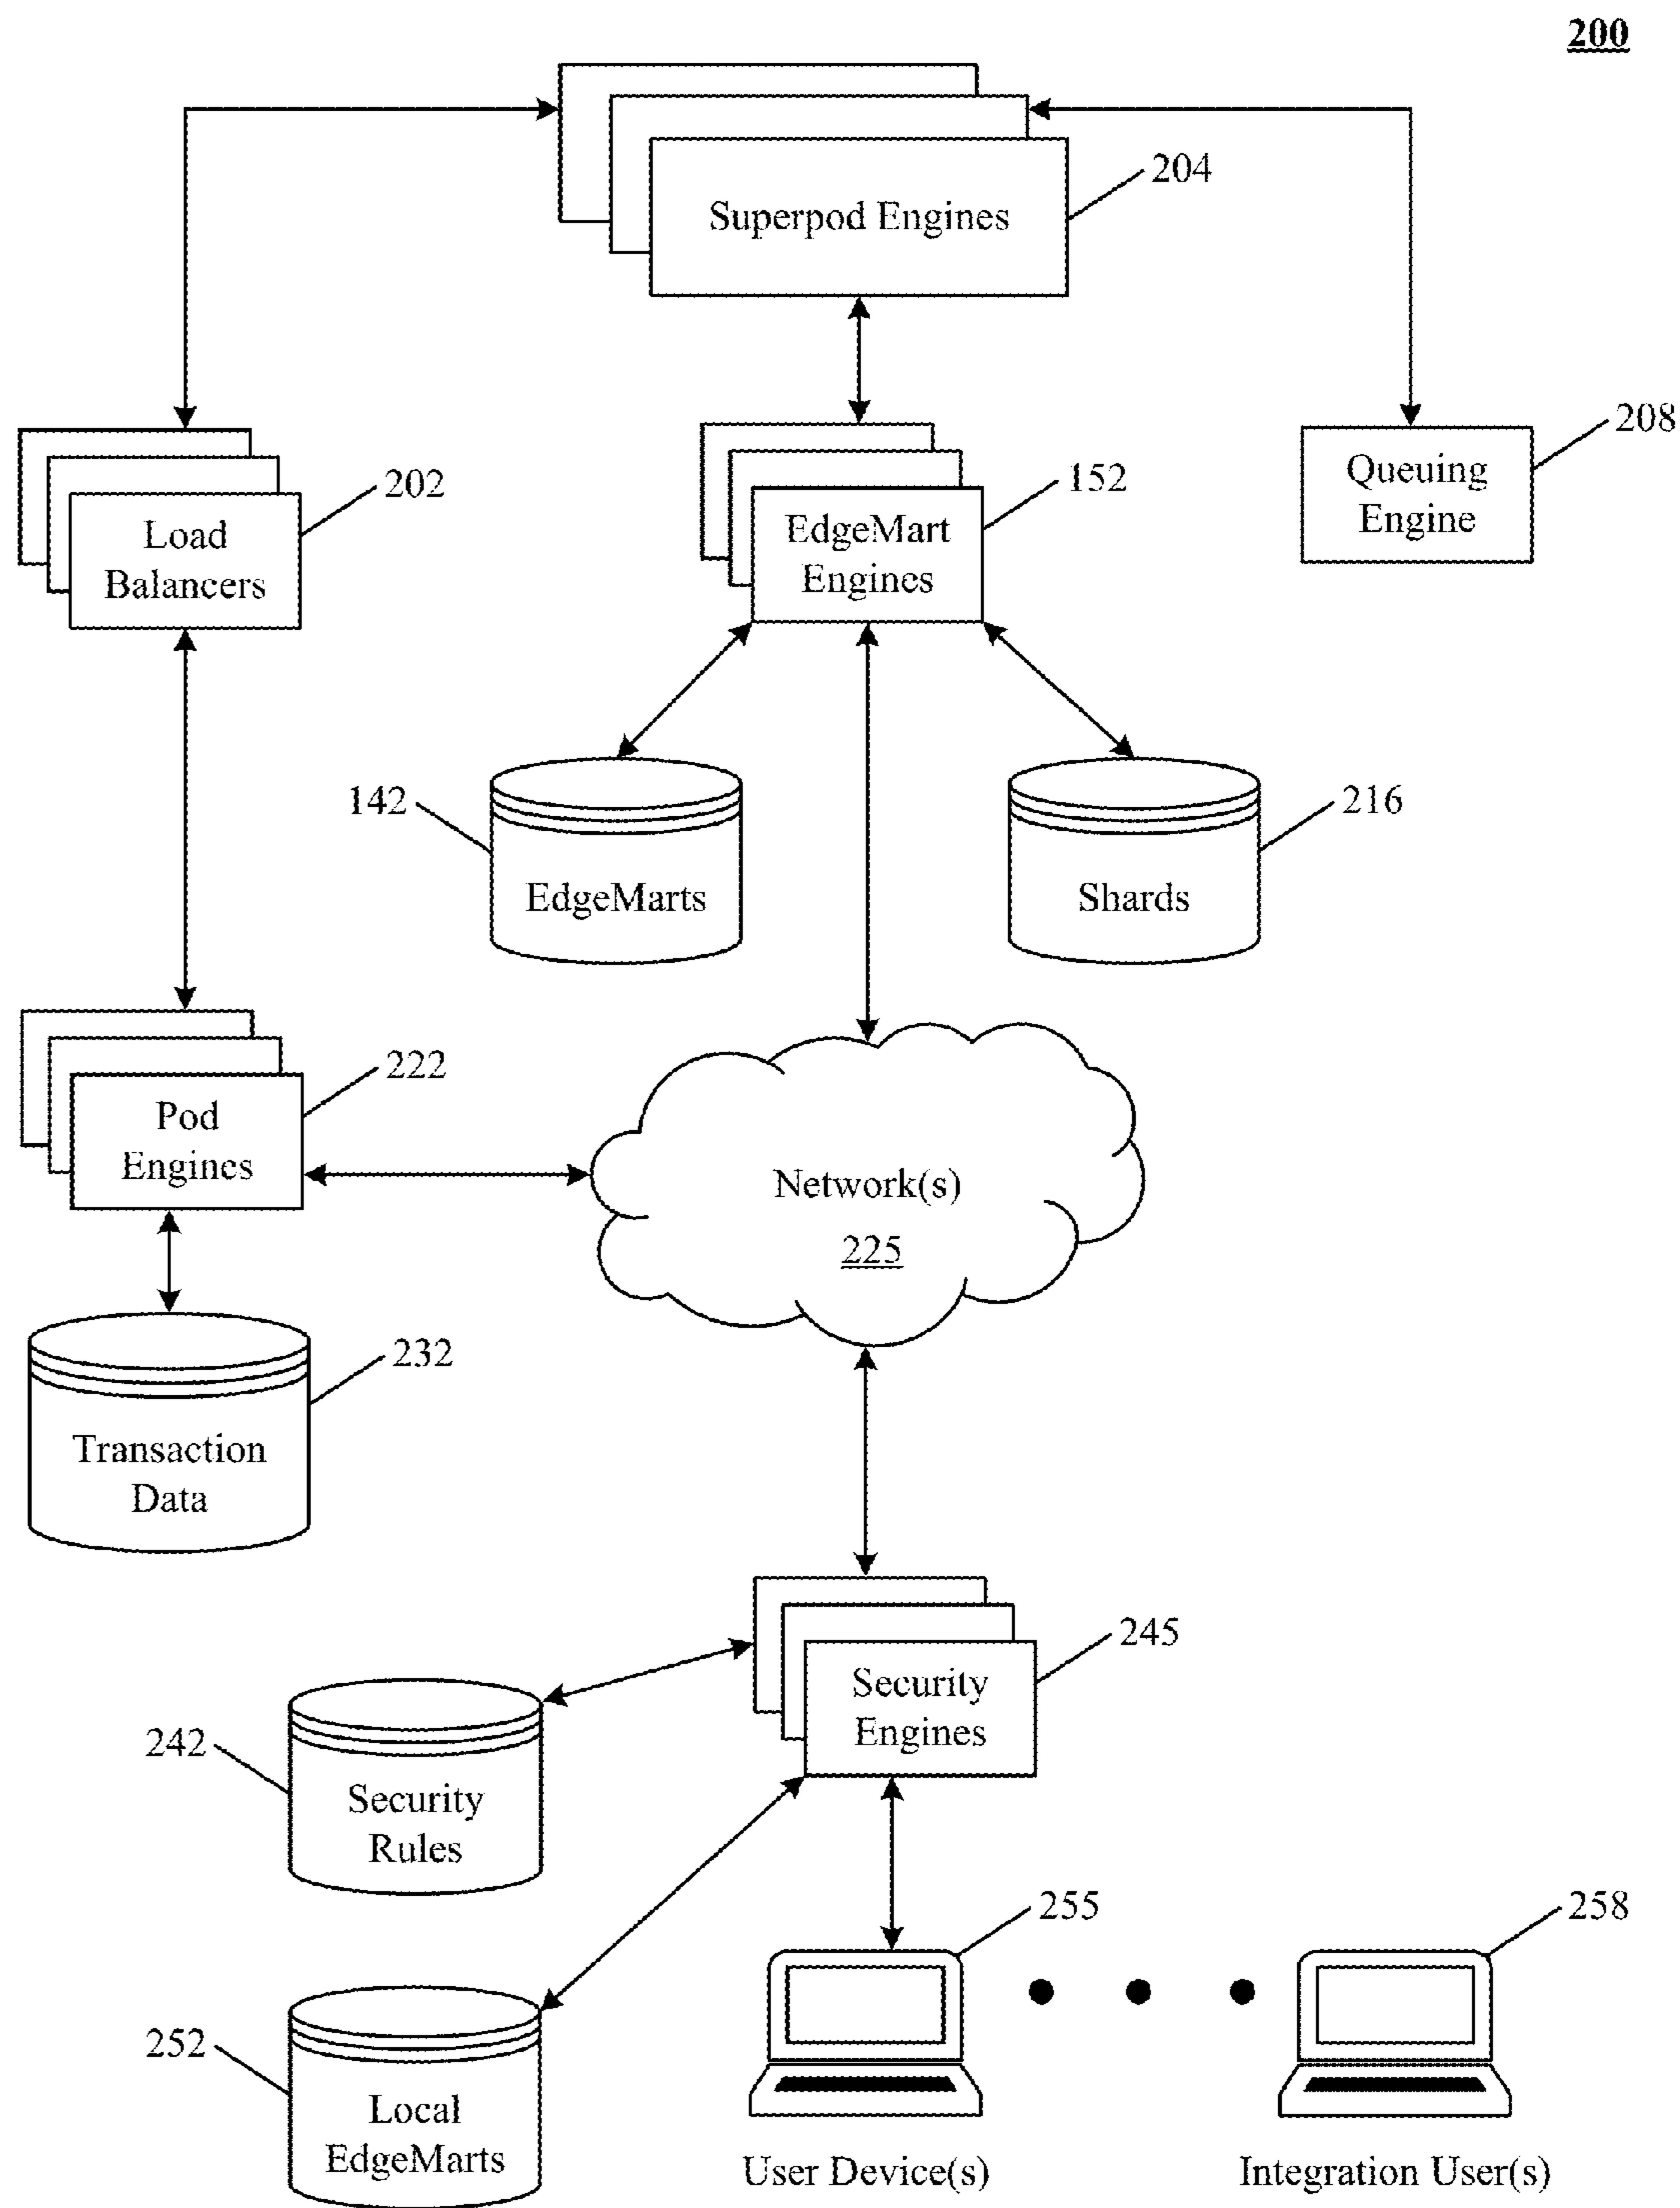 200
204
Superpod Engines
208
202
152
Queuing
Engine
Load
Balancers
EdgeMart
Engines
142
216
EdgeMarts
Shards
222
Pod
Engines
Network(s)
225
232
Transaction
Data
245
Security
Engines
242
Security
Rules
255
258
252
Local
EdgeMarts
User Device(s)
Integration User(s)